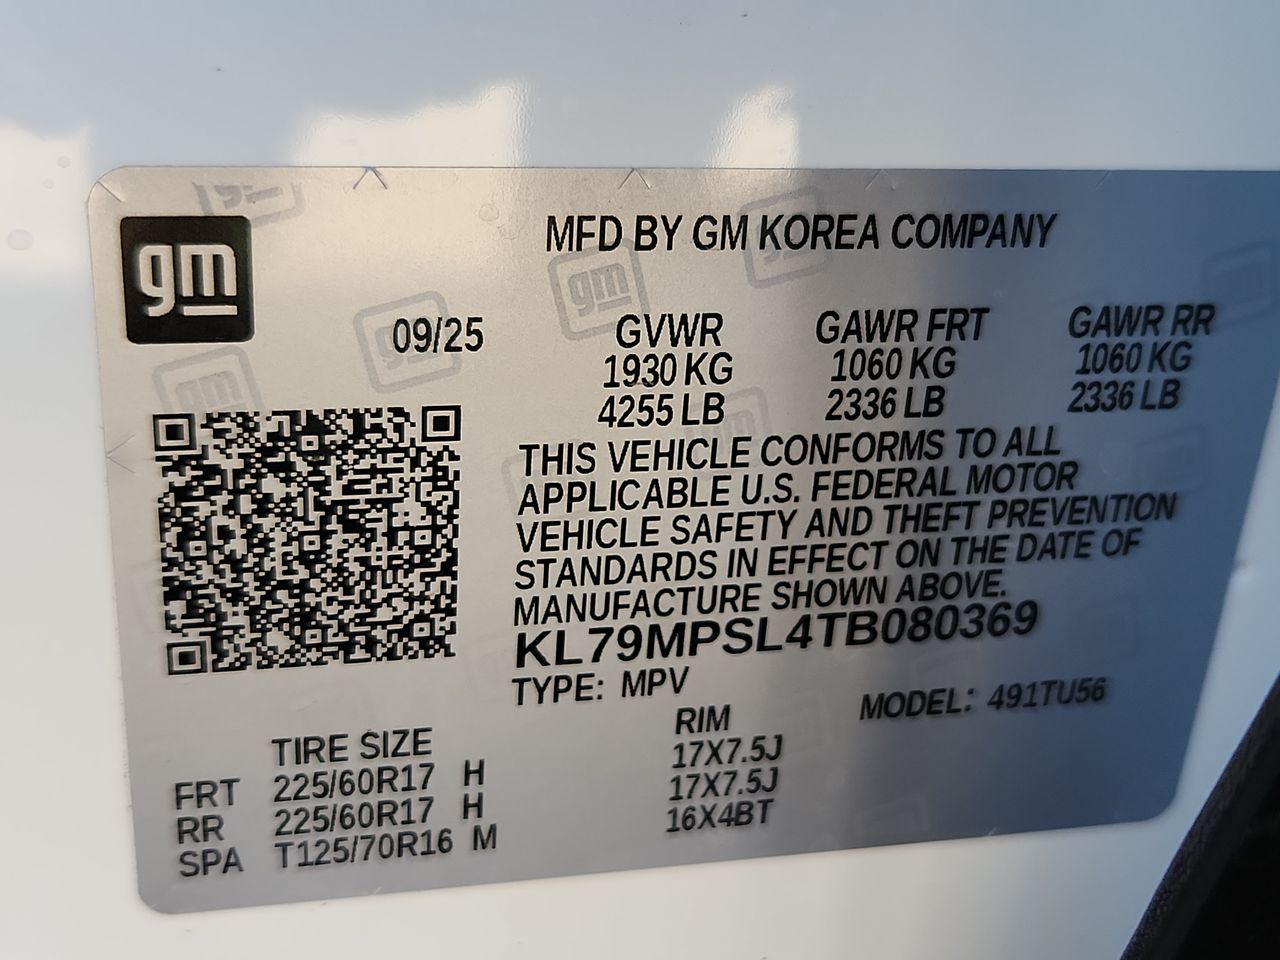 gm
MFD BY GM KOREA COMPANY
09/25 GVWR GAWR FRT GAWR RR
1930 KG 1060 KG 1060 KG
4255 LB 2336 LB 2336 LB
THIS VEHICLE CONFORMS TO ALL
APPLICABLE U.S. FEDERAL MOTOR
VEHICLE SAFETY AND THEFT PREVENTION
STANDARDS IN EFFECT ON THE DATE OF
MANUFACTURE SHOWN ABOVE.
KL79MPSL4TB080369
TYPE: MPV MODEL: 491TU56
TIRE SIZE RIM
FRT 225/60R17 H 17X7.5J
RR 225/60R17 H 17X7.5J
SPA T125/70R16 M 16X4BT